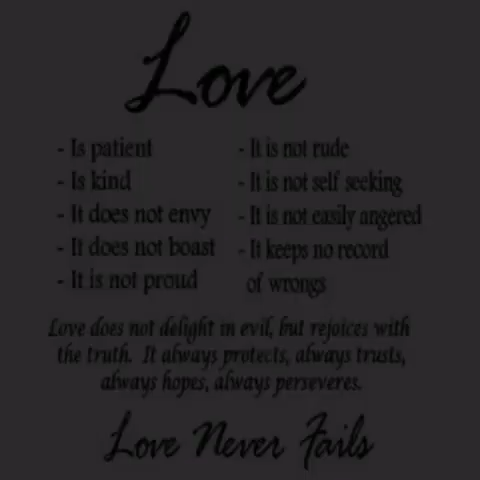 Love
- Is patient
- Is kind
- It does not envy
- It does not boast
- It is not proud
- It is not rude
- It is not self seeking
- It is not easily angered
- It keeps no record
of wrongs
Love does not delight in evil, but rejoices with
the truth. It always protects, always trusts,
always hopes, always perseveres.
Love Never Fails